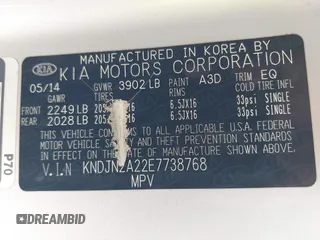 MANUFACTURED IN KOREA BY
KIA KIA MOTORS CORPORATION
05/14 GVWR 3902 LB PAINT A3D TRIM EQ
GAWR TIRES RIMS COLD INFLATION
FRONT 2249 LB 6.5JX16 33psi SINGLE
REAR 2028 LB 6.5JX16 33psi SINGLE
THIS VEHICLE CONFORMS TO ALL APPLICABLE
FEDERAL MOTOR VEHICLE SAFETY, BUMPER,
AND THEFT PREVENTION STANDARDS IN EFFECT
ON THE DATE OF MANUFACTURE SHOWN ABOVE.
V.I.N KNDJN2A22E7738768
MPV
P70
DREAMBID